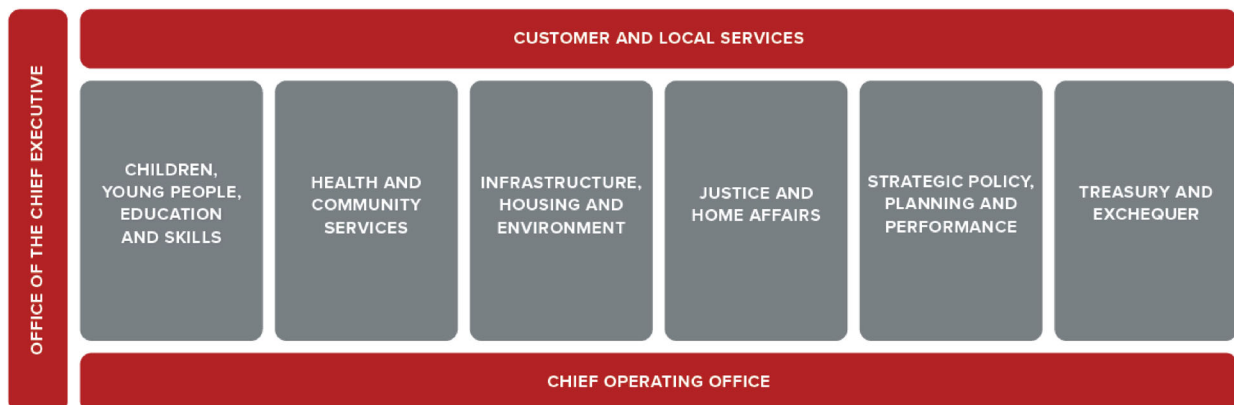 OFFICE OF THE CHIEF EXECUTIVE
CUSTOMER AND LOCAL SERVICES
CHILDREN,
YOUNG PEOPLE,
EDUCATION
AND SKILLS
HEALTH AND
COMMUNITY
SERVICES
INFRASTRUCTURE,
HOUSING AND
ENVIRONMENT
JUSTICE AND
HOME AFFAIRS
STRATEGIC POLICY,
PLANNING AND
PERFORMANCE
TREASURY AND
EXCHEQUER
CHIEF OPERATING OFFICE